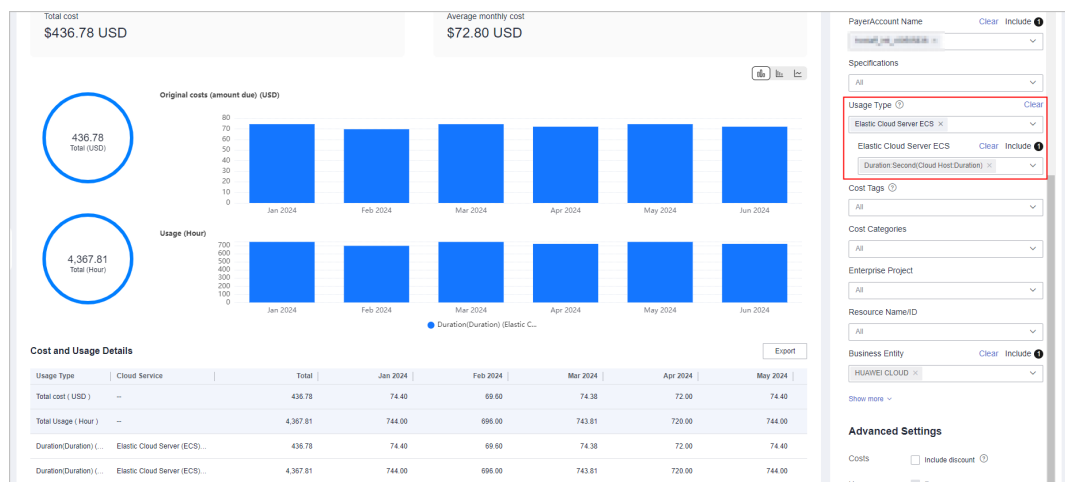 Total cost
$436.78 USD
Average monthly cost
$72.80 USD
Original costs (amount due) (USD)
80
70
60
50
40
30
20
10
0
Jan 2024 Feb 2024 Mar 2024 Apr 2024 May 2024 Jun 2024
436.78
Total (USD)
Usage (Hour)
700
600
500
400
300
200
100
0
Jan 2024 Feb 2024 Mar 2024 Apr 2024 May 2024 Jun 2024
4,367.81
Total (Hour)
Duration(Duration) (Elastic C...
Cost and Usage Details
Export
Usage Type Cloud Service Total Jan 2024 Feb 2024 Mar 2024 Apr 2024 May 2024
Total cost ( USD ) -- 436.78 74.40 69.60 74.38 72.00 74.40
Total Usage ( Hour ) -- 4,367.81 744.00 696.00 743.81 720.00 744.00
Duration(Duration) (... Elastic Cloud Server (ECS)... 436.78 74.40 69.60 74.38 72.00 74.40
Duration(Duration) (... Elastic Cloud Server (ECS)... 4,367.81 744.00 696.00 743.81 720.00 744.00
PayerAccount Name Clear Include 1
Specifications
All
Usage Type Clear
Elastic Cloud Server ECS ×
Elastic Cloud Server ECS Clear Include 1
Duration:Second(Cloud Host:Duration) ×
Cost Tags
All
Cost Categories
All
Enterprise Project
All
Resource Name/ID
All
Business Entity Clear Include 1
HUAWEI CLOUD ×
Show more
Advanced Settings
Costs Include discount